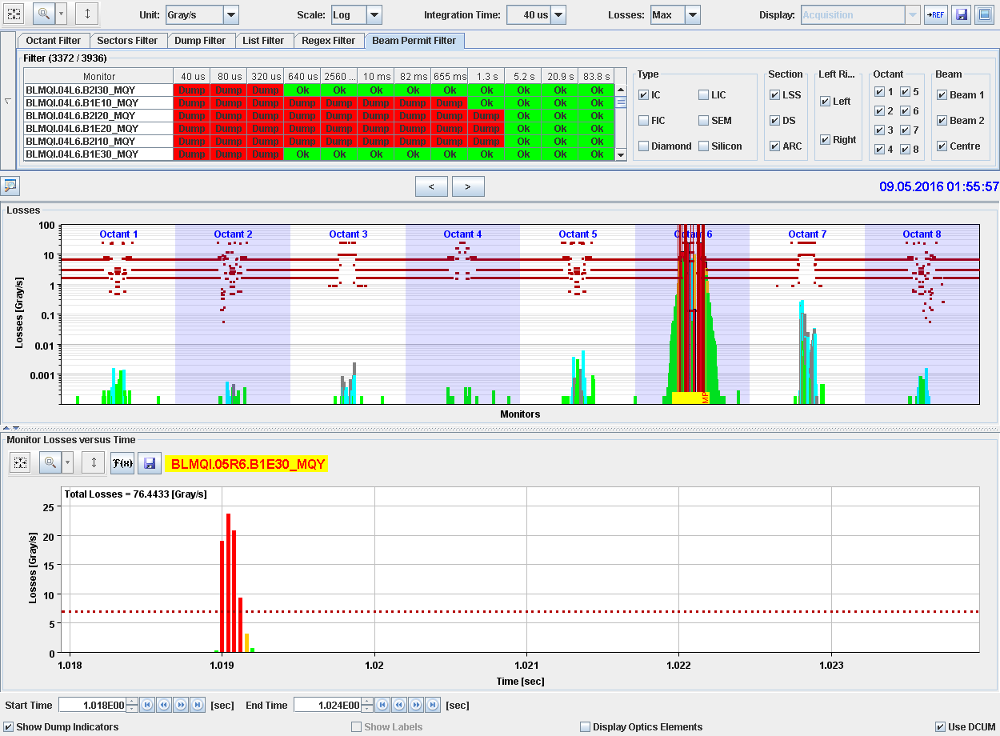 Unit: Gray/s Scale: Log Integration Time: 40 us Losses: Max Display: Acquisition →REF
Octant Filter Sectors Filter Dump Filter List Filter Regex Filter Beam Permit Filter
Filter (3372 / 3936)
Monitor 40 us 80 us 320 us 640 us 2560 ... 10 ms 82 ms 655 ms 1.3 s 5.2 s 20.9 s 83.8 s
BLMQI.04L6.B2I30_MQY Dump Dump Dump Ok Ok Ok Ok Ok Ok Ok Ok Ok
BLMQI.04L6.B1E10_MQY Dump Dump Dump Dump Dump Dump Dump Dump Ok Ok Ok Ok
BLMQI.04L6.B2I20_MQY Dump Dump Dump Dump Dump Dump Dump Dump Dump Ok Ok Ok
BLMQI.04L6.B1E20_MQY Dump Dump Dump Dump Dump Dump Dump Dump Dump Ok Ok Ok
BLMQI.04L6.B2I10_MQY Dump Dump Dump Dump Dump Dump Dump Dump Dump Ok Ok Ok
BLMQI.04L6.B1E30_MQY Dump Dump Dump Ok Ok Ok Ok Ok Ok Ok Ok Ok
Type Section Left Ri... Octant Beam
IC LIC LSS Left 1 5 Beam 1
FIC SEM DS 2 6 Beam 2
Diamond Silicon ARC Right 3 7 Centre
4 8
< > 09.05.2016 01:55:57
Losses
Octant 1 Octant 2 Octant 3 Octant 4 Octant 5 Octant 6 Octant 7 Octant 8
100
10
1
0.1
0.01
0.001
Losses [Gray/s]
MP
Monitors
Monitor Losses versus Time
F(x) BLMQI.05R6.B1E30_MQY
Total Losses = 76.4433 [Gray/s]
25
20
15
10
5
0
Losses [Gray/s]
1.018 1.019 1.02 1.021 1.022 1.023
Time [sec]
Start Time 1.018E00 [sec] End Time 1.024E00 [sec]
Show Dump Indicators Show Labels Display Optics Elements Use DCUM